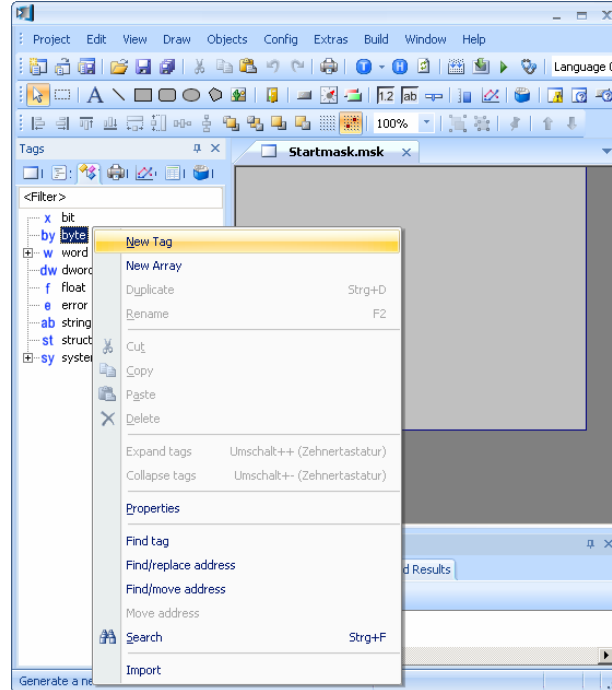 Project Edit View Draw Objects Config Extras Build Window Help
Language
A 1.2 ab
100%
Tags
Startmask.msk
<Filter>
x bit
by byte
w word
dw dword
f float
e error
ab string
st struct
sy system
New Tag
New Array
Duplicate Strg+D
Rename F2
Cut
Copy
Paste
Delete
Expand tags Umschalt++ (Zehnertastatur)
Collapse tags Umschalt+- (Zehnertastatur)
Properties
Find tag
Find/replace address
Find/move address
Move address
Search Strg+F
Import
d Results
Generate a ne